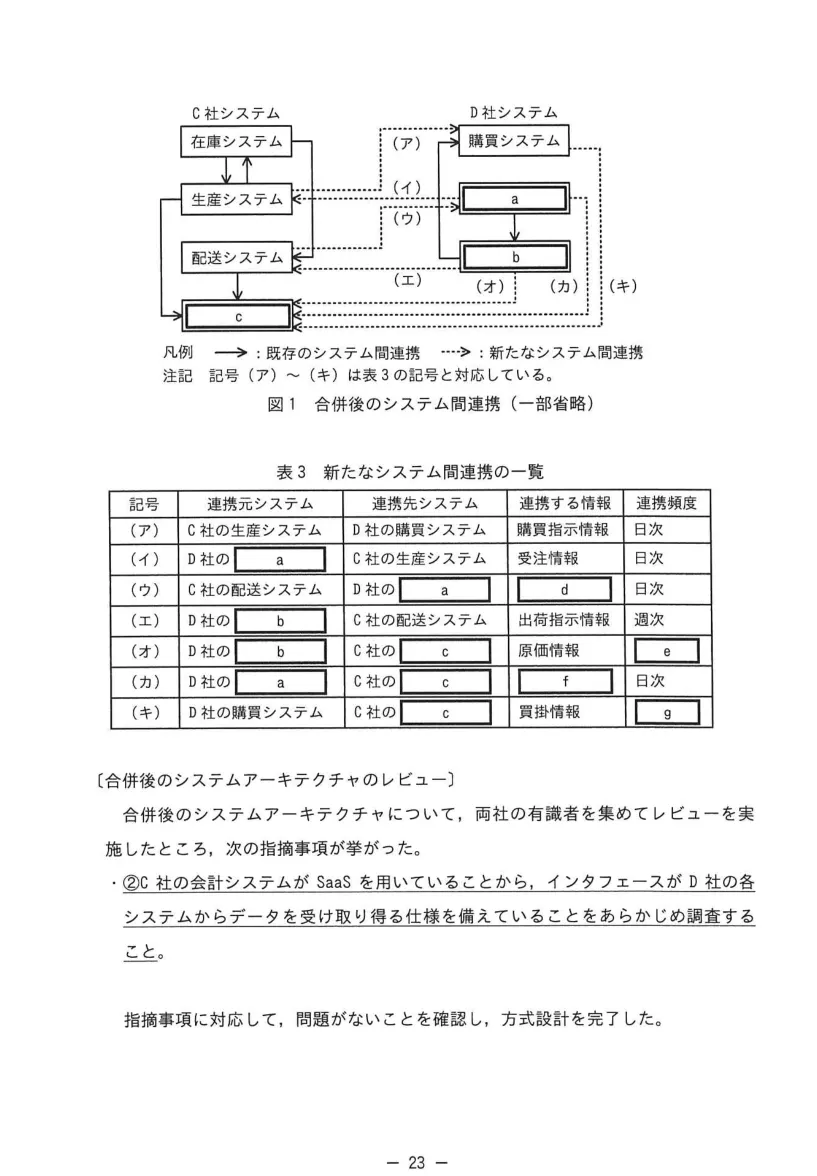 C社システム D社システム
在庫システム (ア) 購買システム
(イ)
生産システム a
(ウ)
配送システム b
(エ) (オ) (カ) (キ)
c
凡例 ―→ : 既存のシステム間連携 ----> : 新たなシステム間連携
注記 記号(ア)～(キ)は表3の記号と対応している。
図1 合併後のシステム間連携(一部省略)
表3 新たなシステム間連携の一覧
記号 連携元システム 連携先システム 連携する情報 連携頻度
(ア) C社の生産システム D社の購買システム 購買指示情報 日次
(イ) D社の a C社の生産システム 受注情報 日次
(ウ) C社の配送システム D社の a d 日次
(エ) D社の b C社の配送システム 出荷指示情報 週次
(オ) D社の b C社の c 原価情報 e
(カ) D社の a C社の c f 日次
(キ) D社の購買システム C社の c 買掛情報 g
〔合併後のシステムアーキテクチャのレビュー〕
合併後のシステムアーキテクチャについて，両社の有識者を集めてレビューを実
施したところ，次の指摘事項が挙がった。
・②C 社の会計システムが SaaS を用いていることから，インタフェースが D 社の各
システムからデータを受け取り得る仕様を備えていることをあらかじめ調査する
こと。
指摘事項に対応して，問題がないことを確認し，方式設計を完了した。
― 23 ―